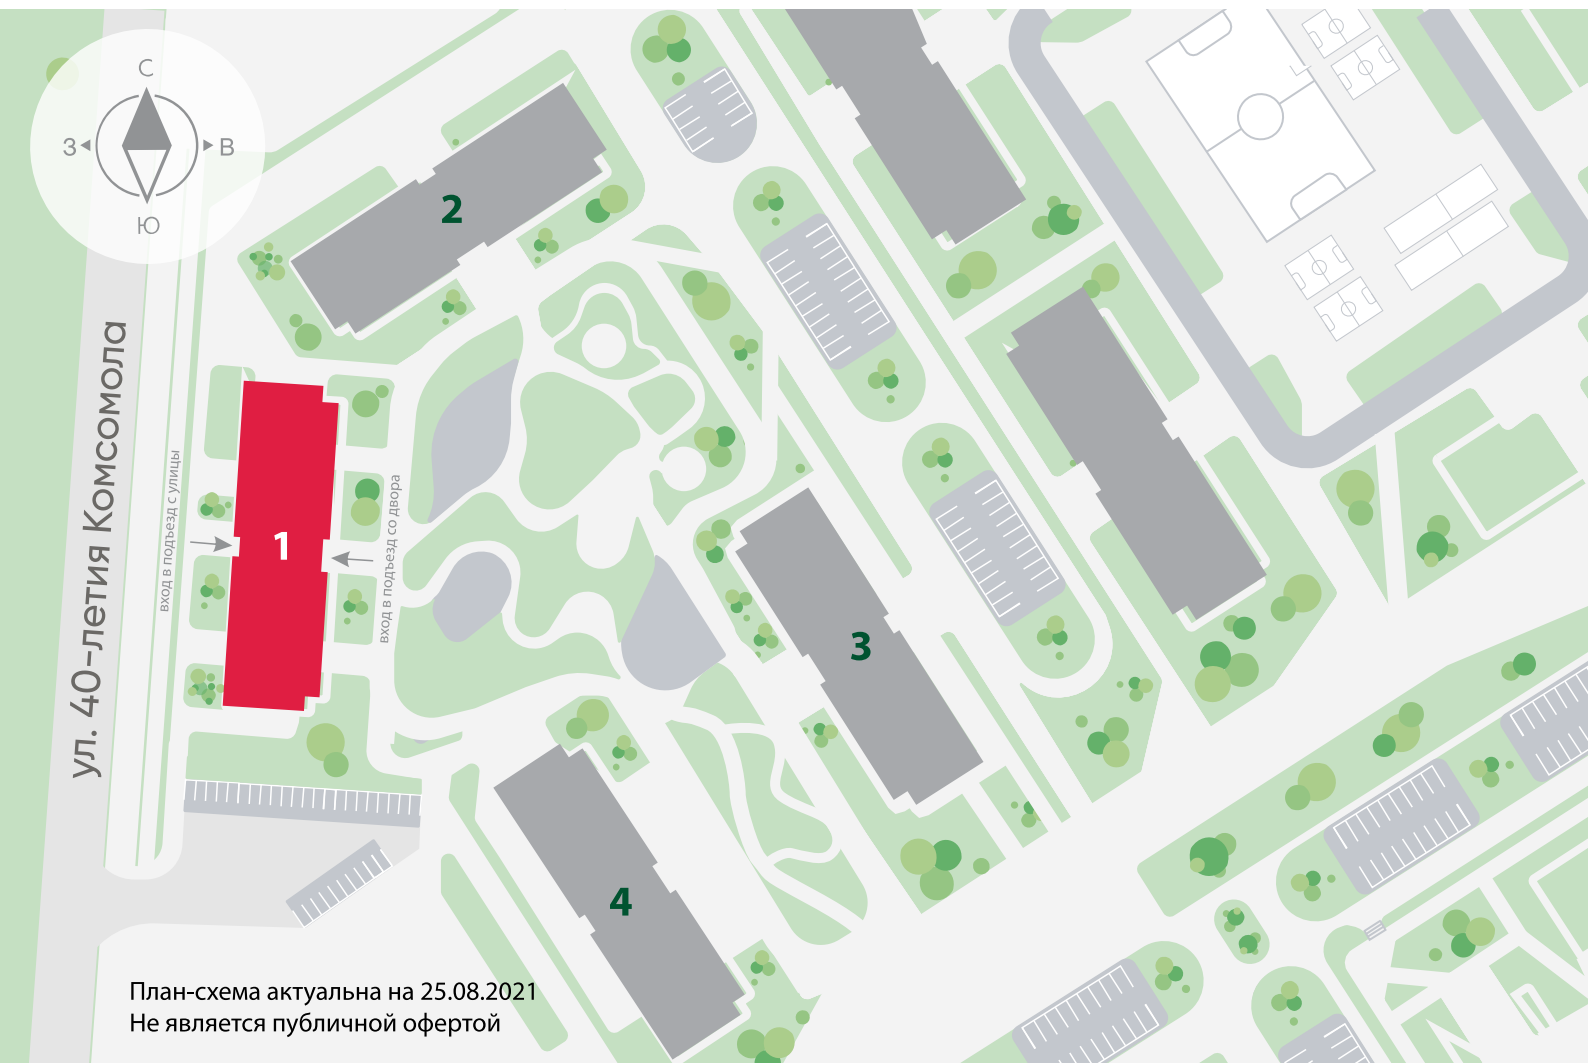 С
З
В
Ю
2
ул. 40-летия Комсомола
вход в подъезд с улицы
1
вход в подъезд со двора
3
4
План-схема актуальна на 25.08.2021
Не является публичной офертой